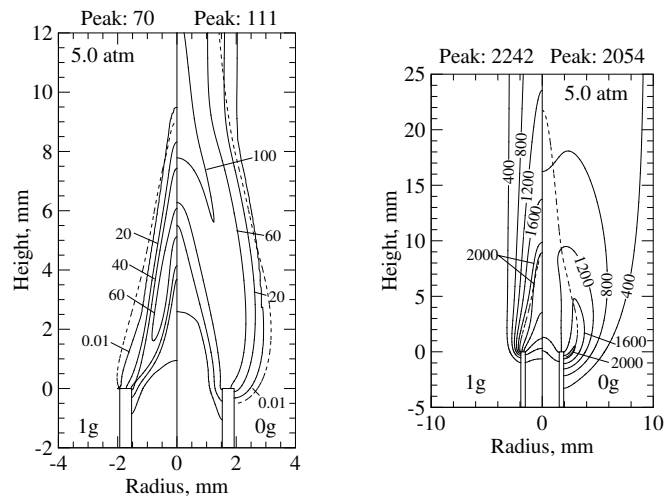 Peak: 70 Peak: 111
5.0 atm
12
10
8
6
4
2
0
-2
Height, mm
100
20
60
40
20
60
0.01
0.01
1g 0g
-4 -2 0 2 4
Radius, mm
Peak: 2242 Peak: 2054
5.0 atm
25
20
15
10
5
0
-5
Height, mm
400
800
1200
1600
2000
1200
800
400
1600
2000
1g 0g
-10 0 10
Radius, mm